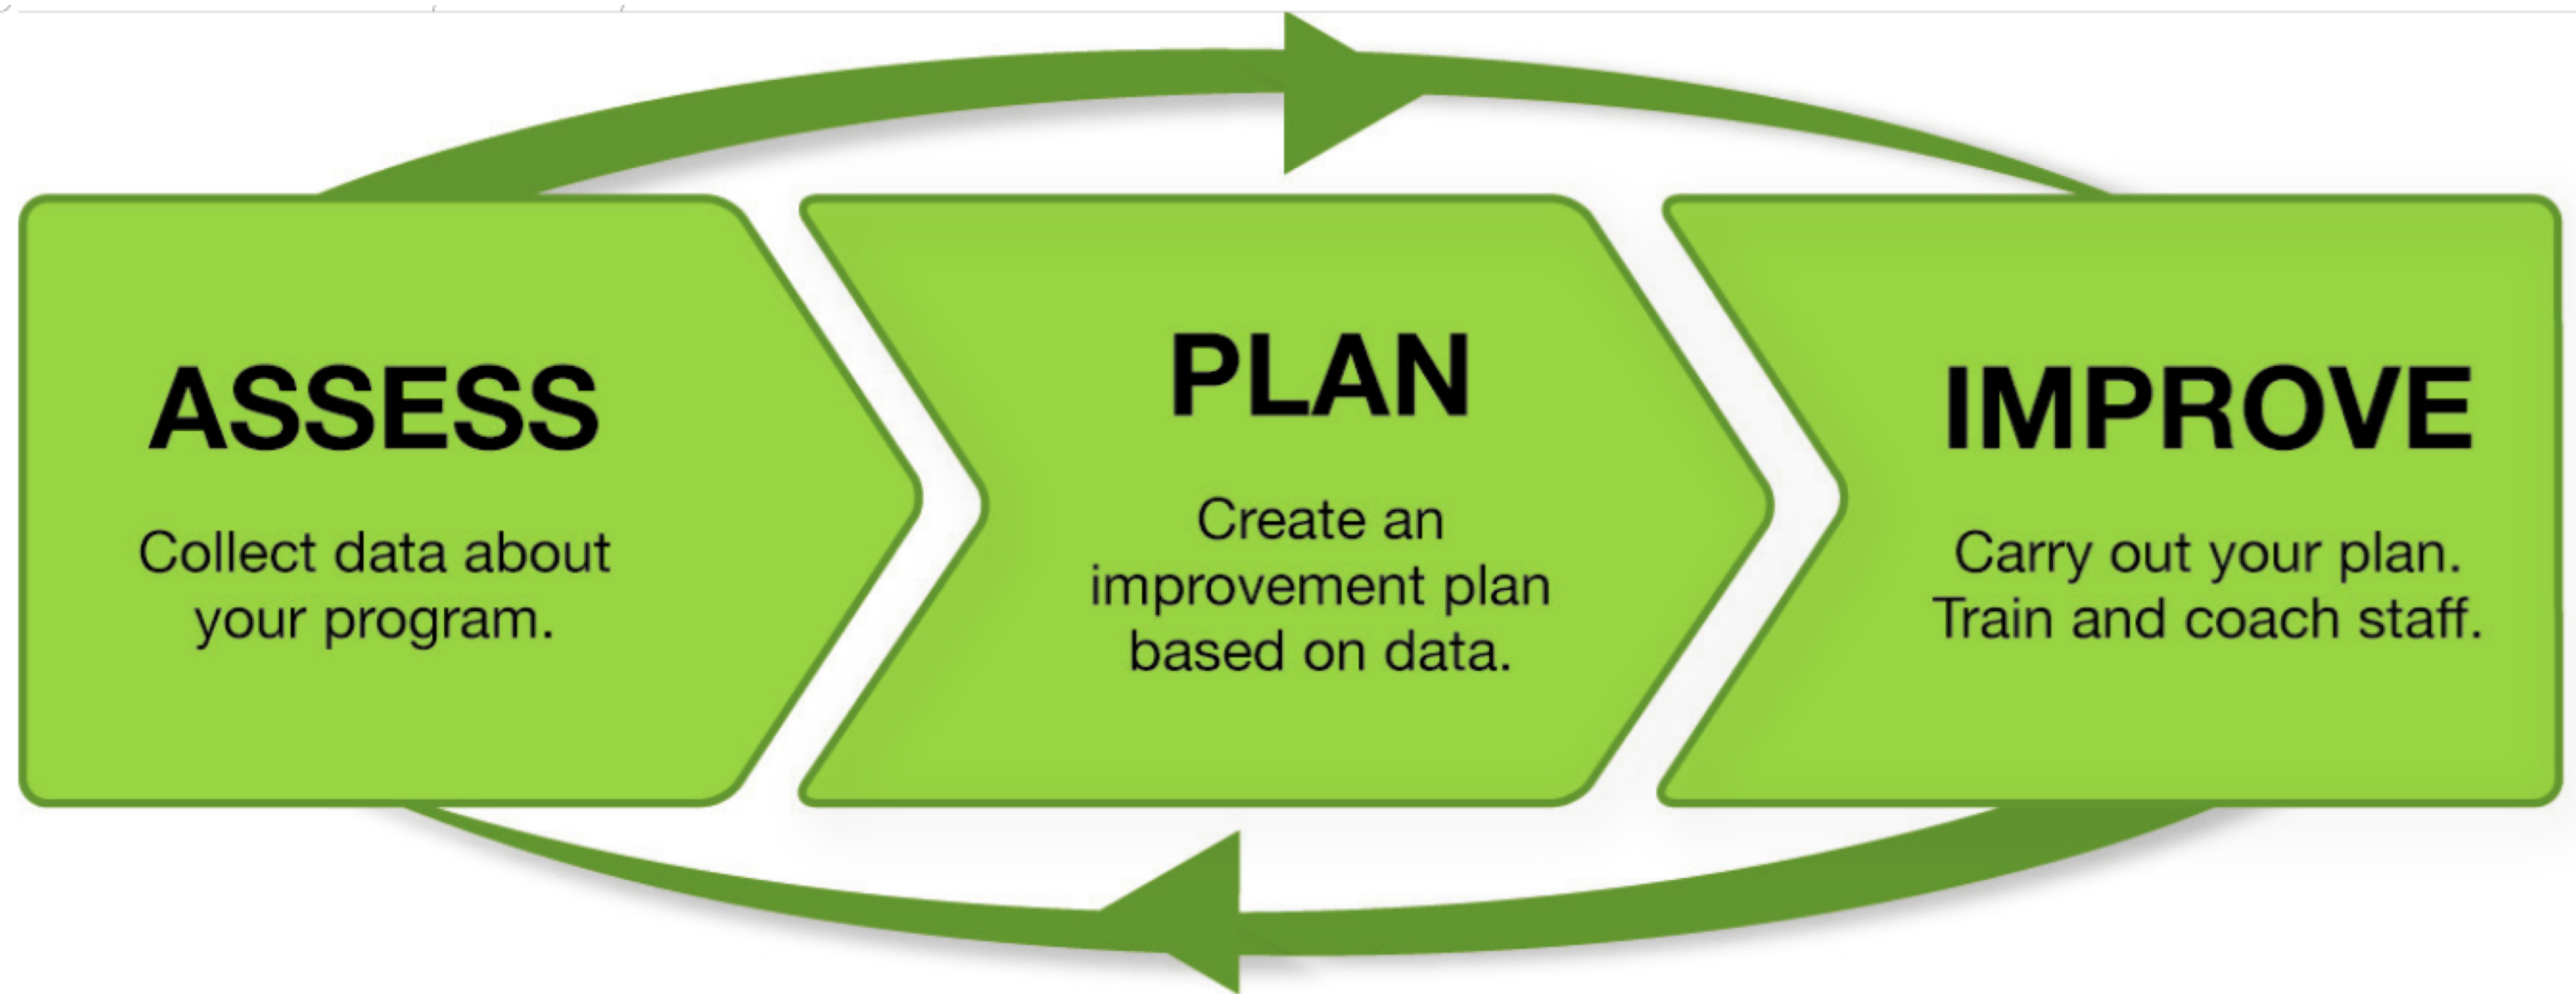 ASSESS
Collect data about
your program.
PLAN
Create an
improvement plan
based on data.
IMPROVE
Carry out your plan.
Train and coach staff.